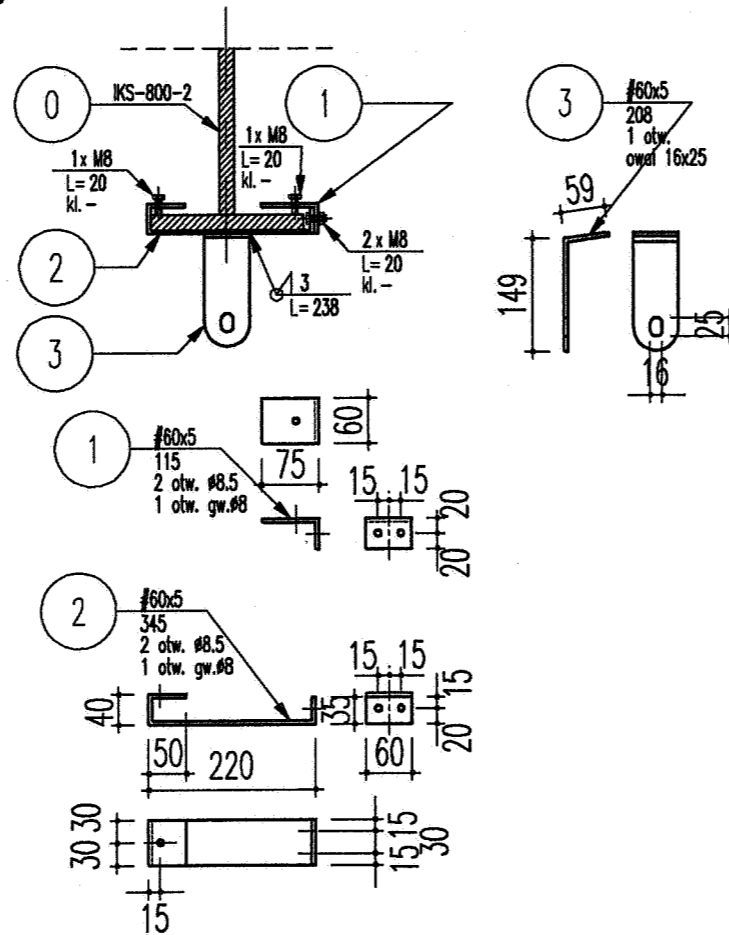 0
IKS-800-2
1
3
#60x5
208
1 otw.
owal 16x25
1 x M8
L= 20
kl. -
1 x M8
L= 20
kl. -
59
2
2 x M8
L= 20
kl. -
3
L= 238
149
3
25
16
1
#60x5
115
2 otw. ø8.5
1 otw. gw.ø8
60
75
15
15
20
20
2
#60x5
345
2 otw. ø8.5
1 otw. gw.ø8
15
15
40
35
15
20
50
220
60
30
30
15
15
30
15